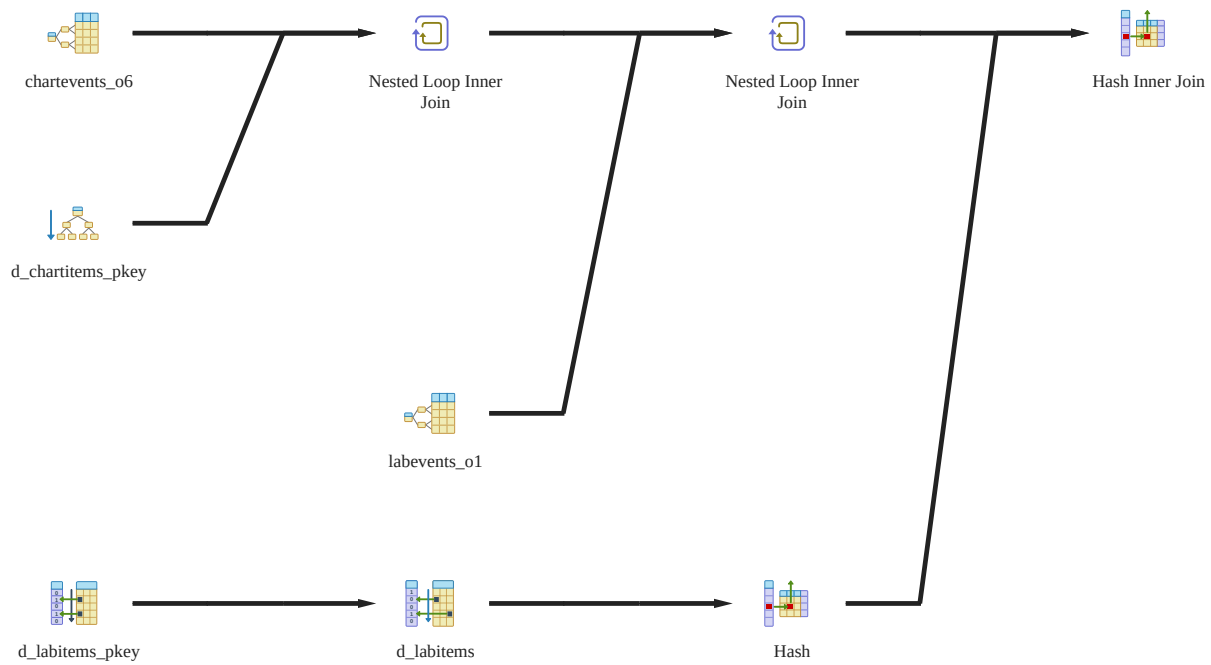 chartevents_o6
Nested Loop Inner
Join
Nested Loop Inner
Join
Hash Inner Join
d_chartitems_pkey
labevents_o1
d_labitems_pkey
d_labitems
Hash